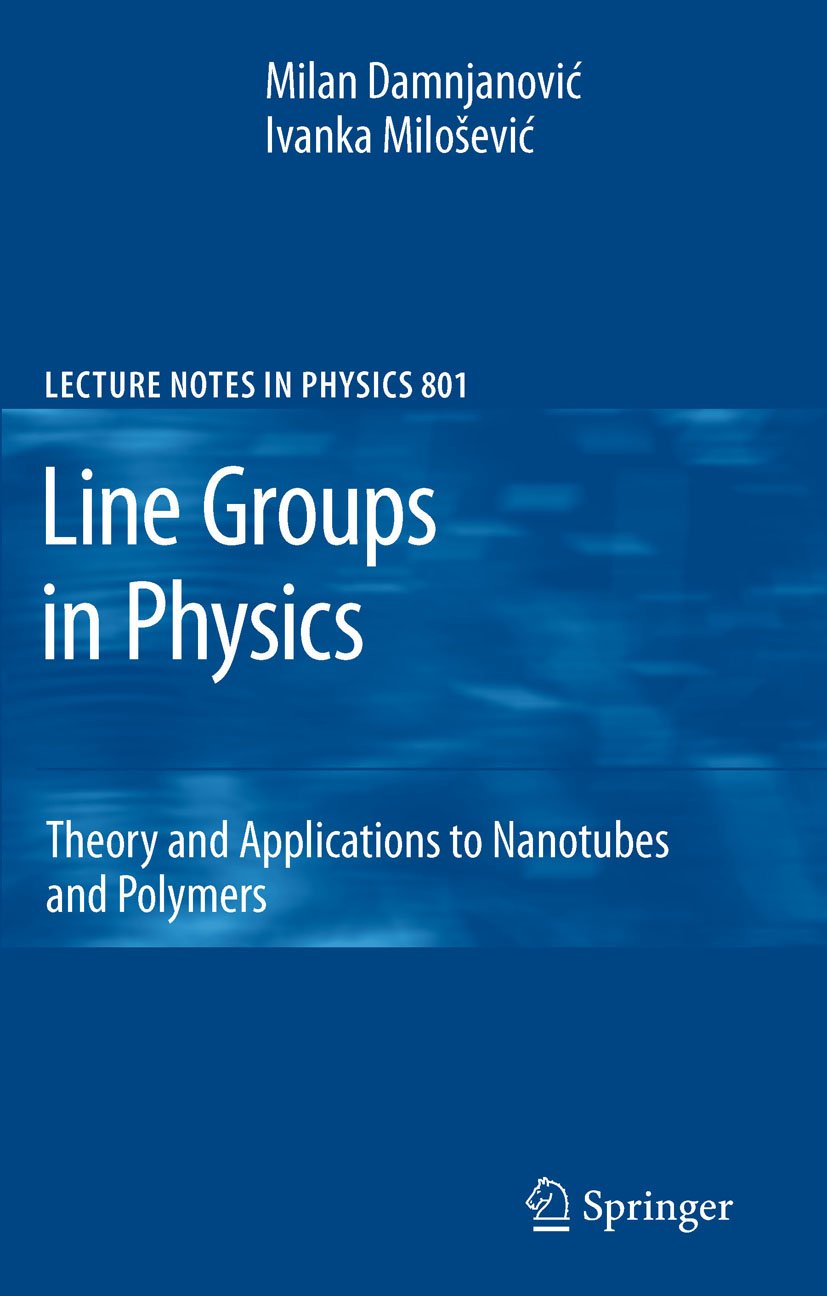 Milan Damnjanović
Ivanka Milošević
LECTURE NOTES IN PHYSICS 801
Line Groups
in Physics
Theory and Applications to Nanotubes
and Polymers
Springer